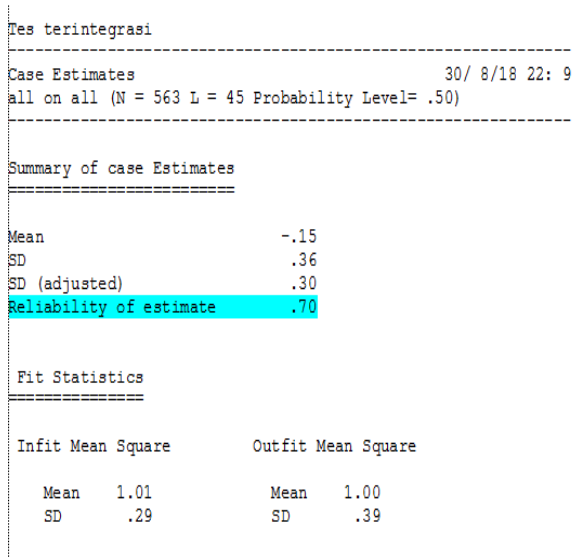 Tes terintegrasi
--------------------------------------------------------------
Case Estimates 30/ 8/18 22: 9
all on all (N = 563 L = 45 Probability Level= .50)
--------------------------------------------------------------
Summary of case Estimates
=========================
Mean -.15
SD .36
SD (adjusted) .30
Reliability of estimate .70
Fit Statistics
===============
Infit Mean Square Outfit Mean Square
Mean 1.01 Mean 1.00
SD .29 SD .39